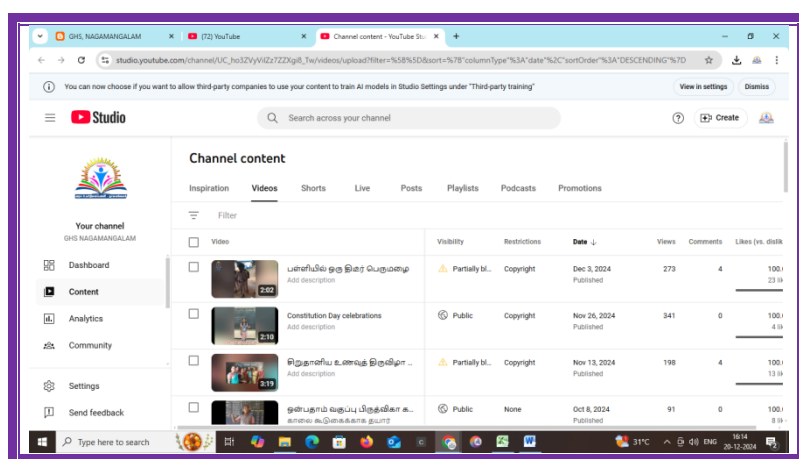 GHS, NAGAMANGALAM
(72) YouTube
Channel content - YouTube Stu
studio.youtube.com/channel/UC_ho3ZVyViIZz7ZZXgi8_Tw/videos/upload?filter=%5B%5D&sort=%7B"columnType"%3A"date"%2C"sortOrder"%3A"DESCENDING"%7D
You can now choose if you want to allow third-party companies to use your content to train AI models in Studio Settings under "Third-party training"
View in settings
Dismiss
Studio
Search across your channel
Create
Channel content
Inspiration Videos Shorts Live Posts Playlists Podcasts Promotions
Filter
Your channel
GHS NAGAMANGALAM
Dashboard
Content
Analytics
Community
Settings
Send feedback
Video Visibility Restrictions Date ↓ Views Comments Likes (vs. dislik
பள்ளியில் ஒரு திடீர் பெருமழை Partially bl... Copyright Dec 3, 2024 273 4 100.
Add description Published 23 lik
2:02
Constitution Day celebrations Public Copyright Nov 26, 2024 341 0 100.
Add description Published 4 lik
2:10
சிறுதானிய உணவுத் திருவிழா ... Partially bl... Copyright Nov 13, 2024 198 4 100.
Add description Published 13 lik
3:19
ஒன்பதாம் வகுப்பு பிருத்விகா க... Public None Oct 8, 2024 91 0 100.
காலை கூடுகைக்காக தயார் Published 8 lik
Type here to search
31°C
ENG
16:14
20-12-2024